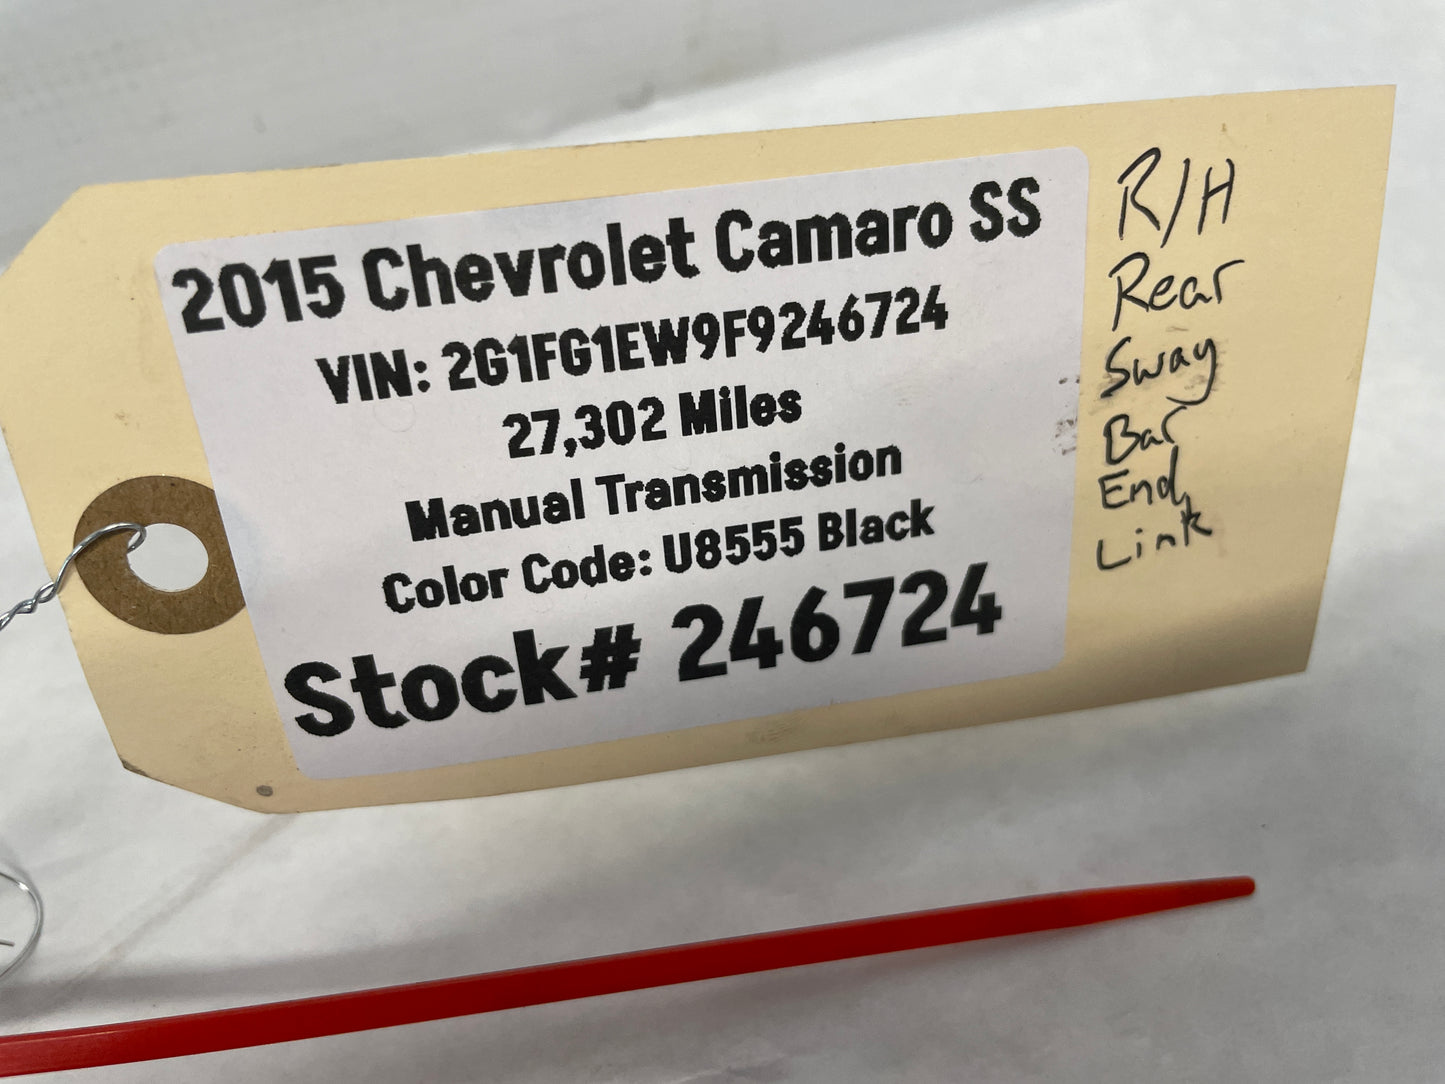 2015 Chevrolet Camaro SS
VIN: 2G1FG1EW9F9246724
27,302 Miles
Manual Transmission
Color Code: U8555 Black
Stock# 246724
R/H
Rear
Sway
Bar
End
Link